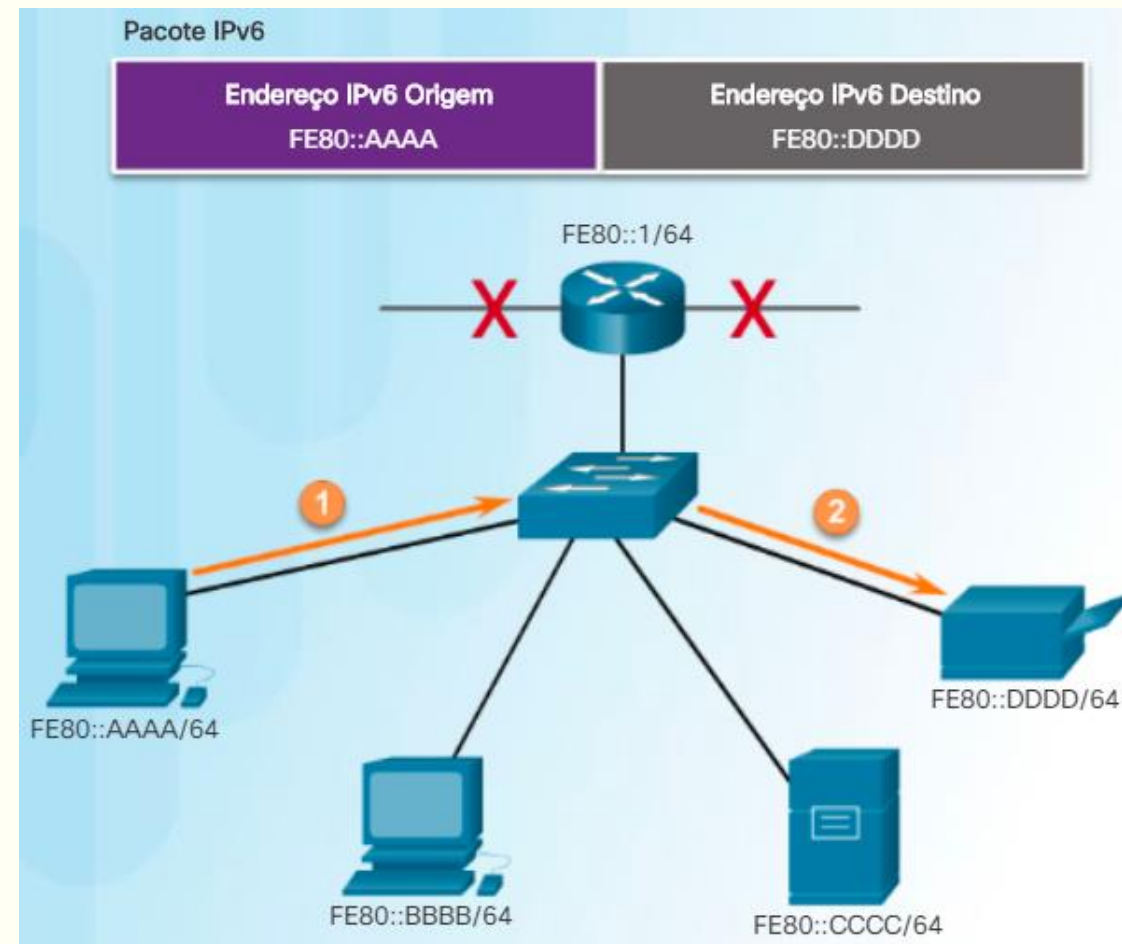 Pacote IPv6
Endereço IPv6 Origem
FE80::AAAA
Endereço IPv6 Destino
FE80::DDDD
FE80::1/64
X
X
1
2
FE80::AAAA/64
FE80::DDDD/64
FE80::BBBB/64
FE80::CCCC/64